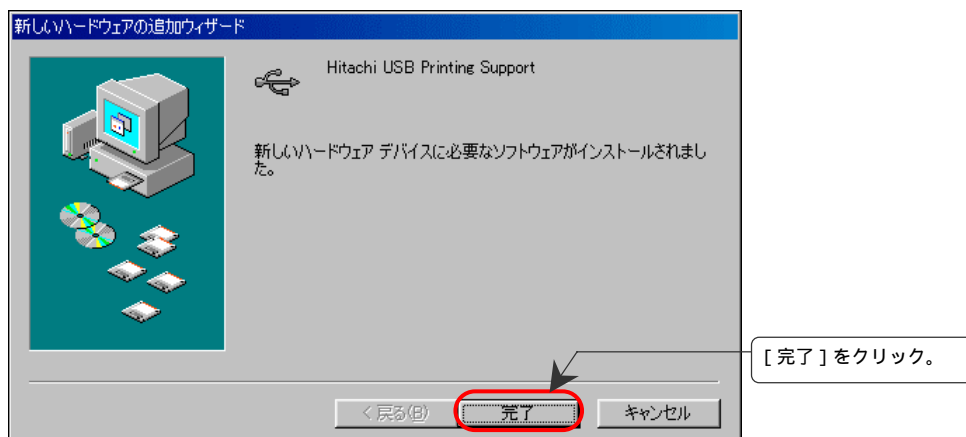 新しいハードウェアの追加ウィザード
Hitachi USB Printing Support
新しいハードウェア デバイスに必要なソフトウェアがインストールされまし
た。
[ 完了 ] をクリック。
< 戻る(B)
完了
キャンセル